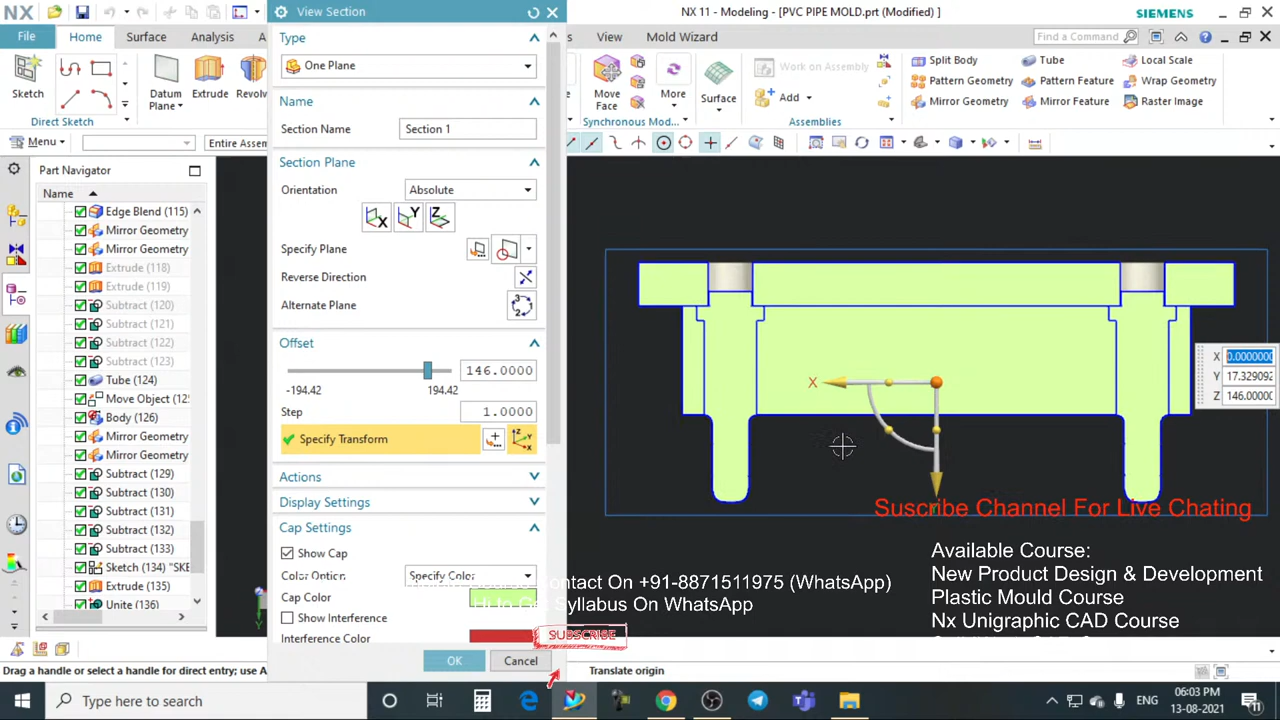 NX
View Section
NX 11 - Modeling - [PVC PIPE MOLD.prt (Modified) ]
SIEMENS
File
Home
Surface
Analysis
View
Mold Wizard
Find a Command
Sketch
Datum
Plane
Extrude
Revolv
Direct Sketch
Move
Face
More
Surface
Synchronous Mod...
Work on Assembly
Add
Assemblies
Split Body
Tube
Local Scale
Pattern Geometry
Pattern Feature
Wrap Geometry
Mirror Geometry
Mirror Feature
Raster Image
Menu
Entire Assem
Part Navigator
Name
Edge Blend (115)
Mirror Geometry
Mirror Geometry
Extrude (118)
Extrude (119)
Subtract (120)
Subtract (121)
Subtract (122)
Subtract (123)
Tube (124)
Move Object (125
Body (126)
Mirror Geometry
Mirror Geometry
Subtract (129)
Subtract (130)
Subtract (131)
Subtract (132)
Subtract (133)
Sketch (134) "SKE
Extrude (135)
Unite (136)
Type
One Plane
Name
Section Name
Section 1
Section Plane
Orientation
Absolute
X
Y
Z
Specify Plane
Reverse Direction
Alternate Plane
Offset
146.0000
-194.42
194.42
Step
1.0000
Specify Transform
Actions
Display Settings
Cap Settings
Show Cap
Color Option
Specify Color
Cap Color
Show Interference
Interference Color
OK
Cancel
X
X 0.0000000
Y 17.329092
Z 146.00000
Suscribe Channel For Live Chating
Available Course:
New Product Design & Development
Plastic Mould Course
Nx Unigraphic CAD Course
Contact On +91-8871511975 (WhatsApp)
Syllabus On WhatsApp
SUBSCRIBE
Drag a handle or select a handle for direct entry; use A
Translate origin
Type here to search
ENG
06:03 PM
13-08-2021
11